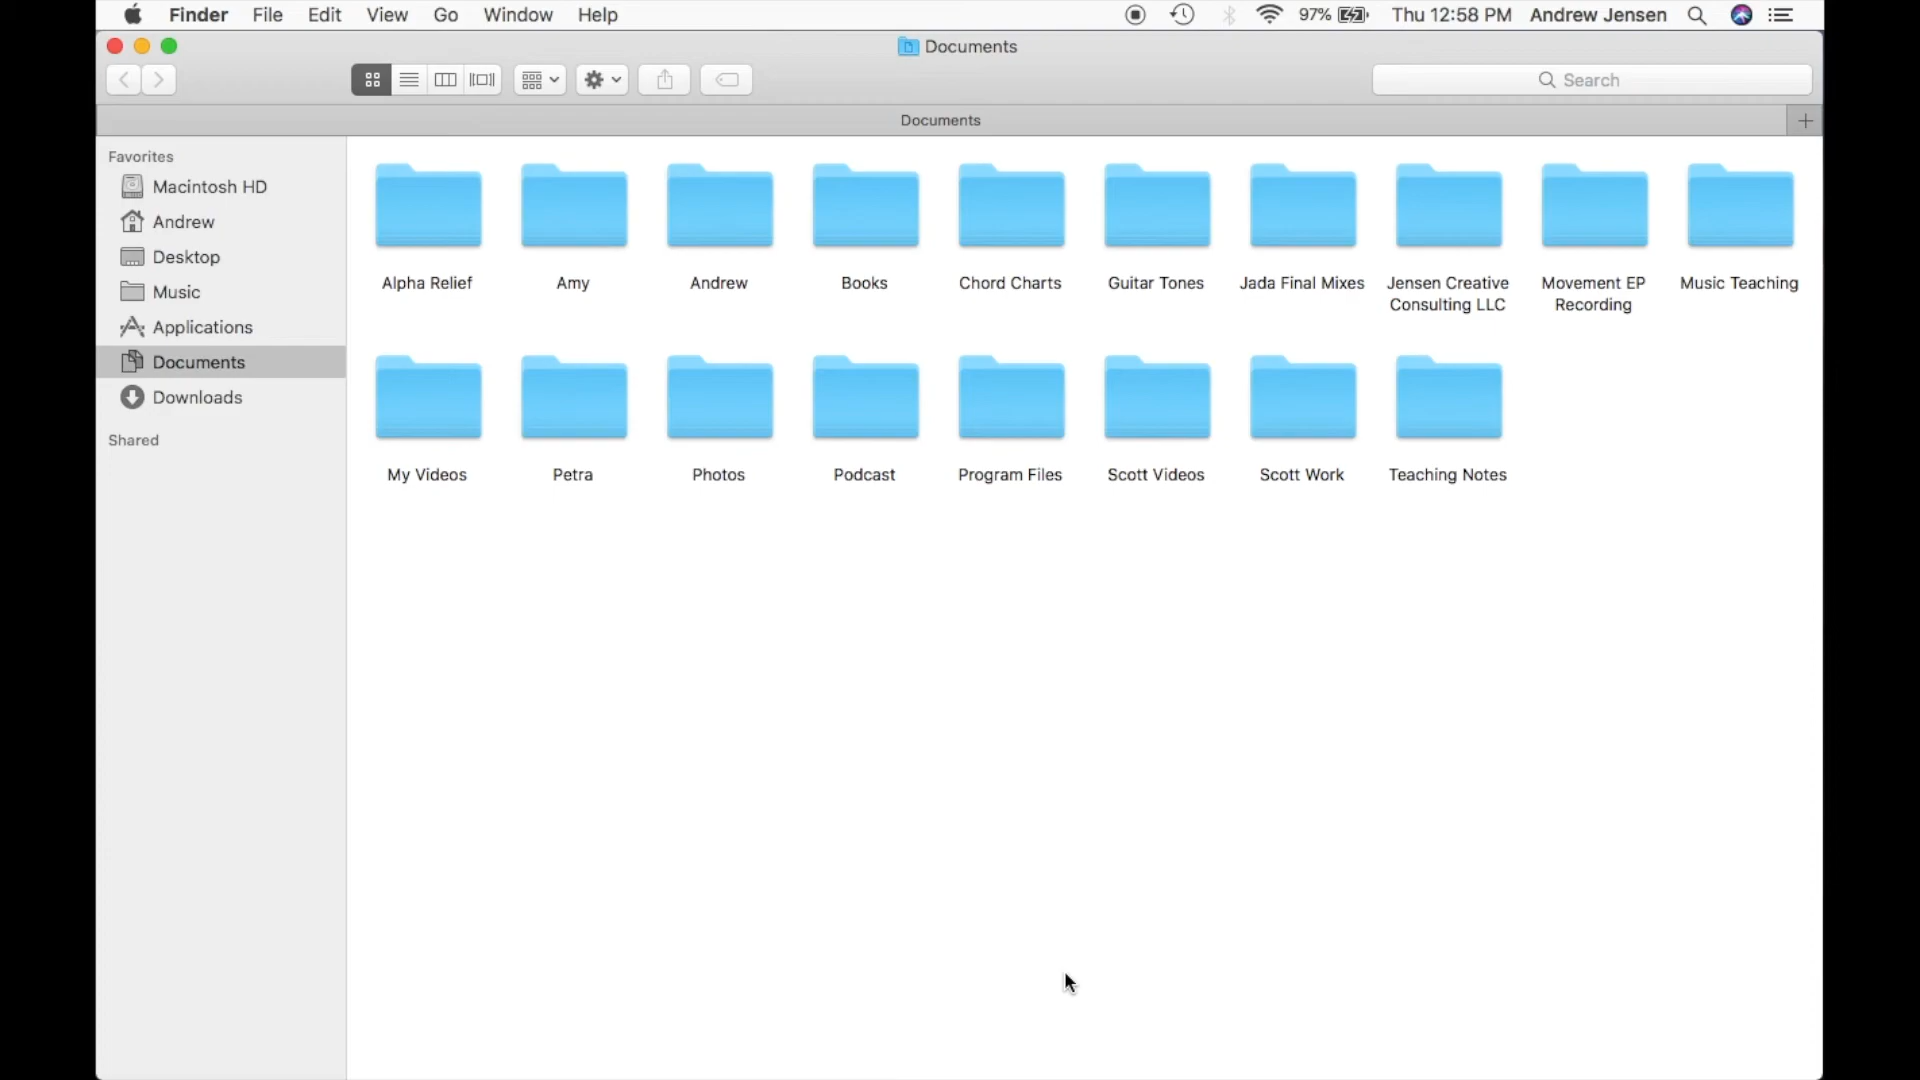 Finder File Edit View Go Window Help 97% Thu 12:58 PM Andrew Jensen
Documents
Search
Documents
Favorites
Macintosh HD
Andrew
Desktop
Music
Applications
Documents
Downloads
Shared
Alpha Relief Amy Andrew Books Chord Charts Guitar Tones Jada Final Mixes Jensen Creative Movement EP Music Teaching
Consulting LLC Recording
My Videos Petra Photos Podcast Program Files Scott Videos Scott Work Teaching Notes